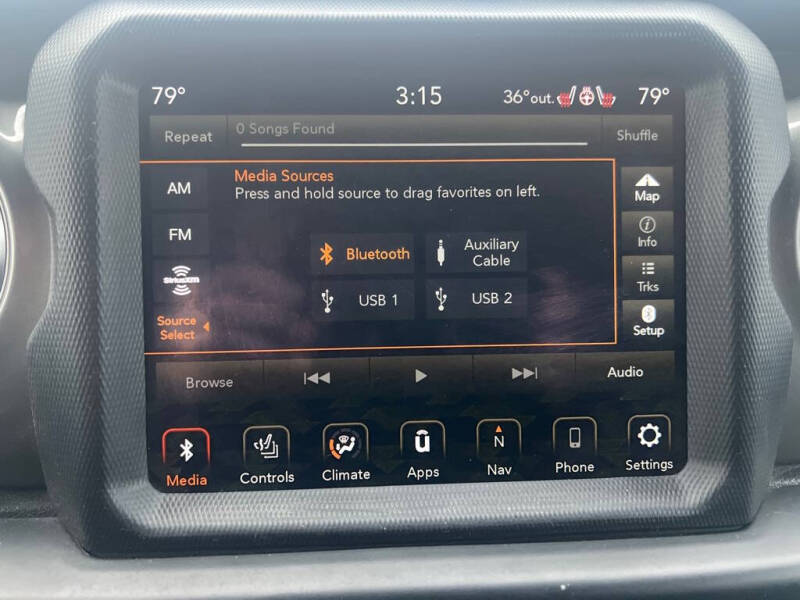 79° 3:15 36°out. 79°
Repeat 0 Songs Found Shuffle
Media Sources
Press and hold source to drag favorites on left.
AM
FM
SiriusXM
Source
Select
Bluetooth
Auxiliary
Cable
USB 1
USB 2
Map
Info
Trks
Setup
Browse Audio
Media Controls Climate Apps Nav Phone Settings
ū N